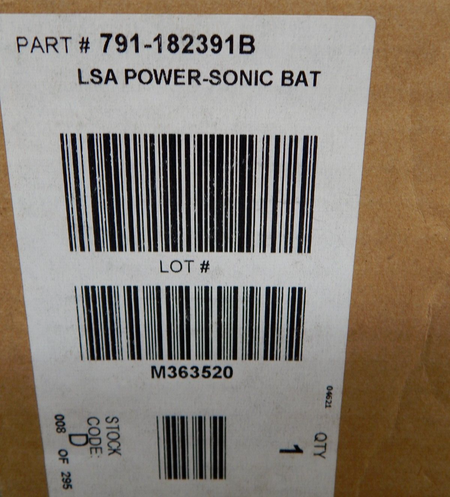 PART # 791-182391B
LSA POWER-SONIC BAT
LOT #
M363520
04621
QTY
1
STOCK
CODE:
D
008 OF 295